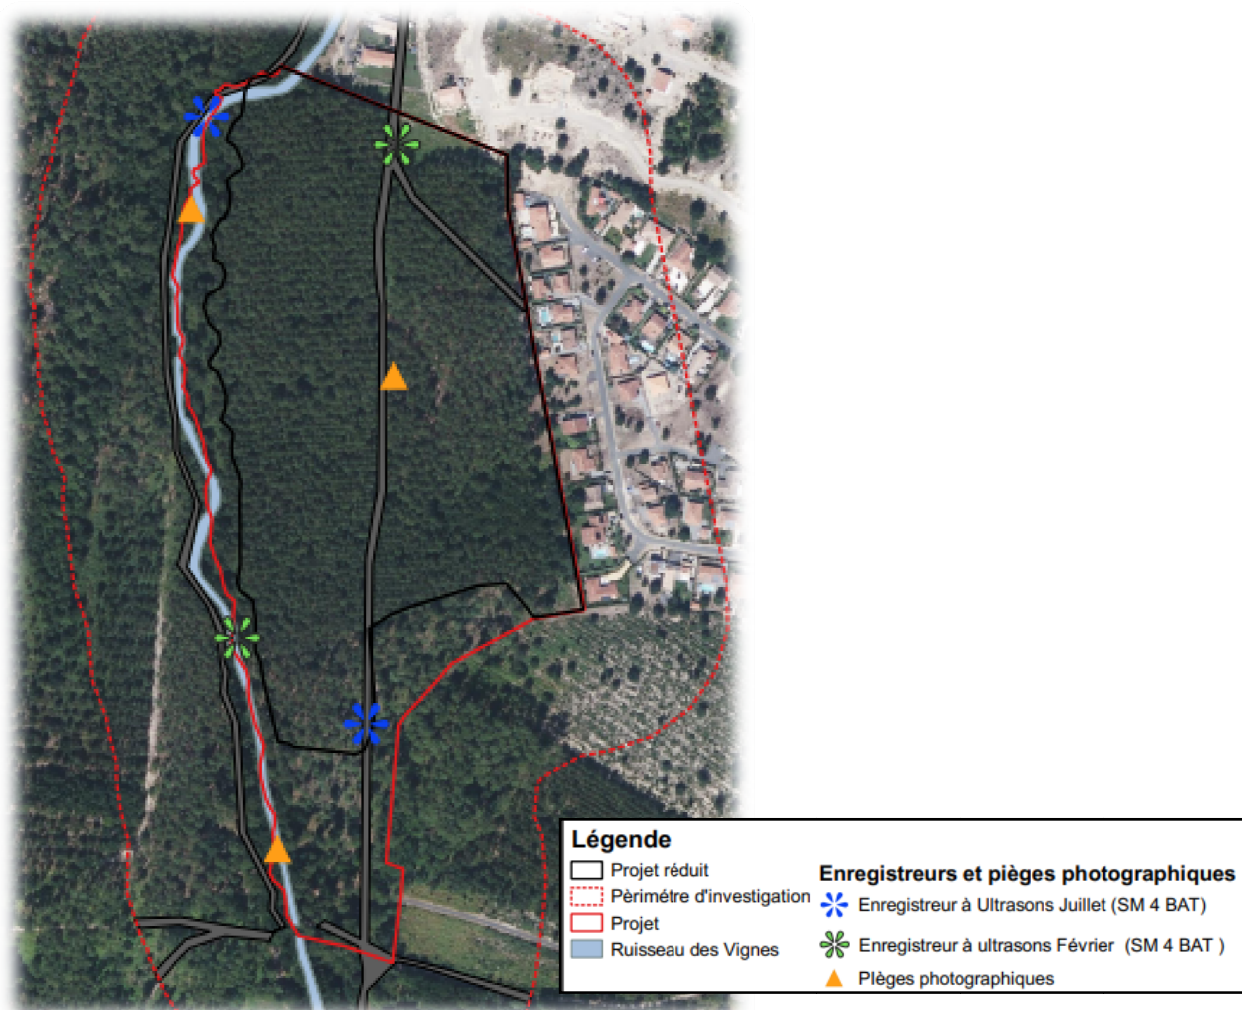 Légende
Projet réduit
Pèrimétre d'investigation
Projet
Ruisseau des Vignes
Enregistreurs et pièges photographiques
Enregistreur à Ultrasons Juillet (SM 4 BAT)
Enregistreur à ultrasons Février (SM 4 BAT )
Plèges photographiques